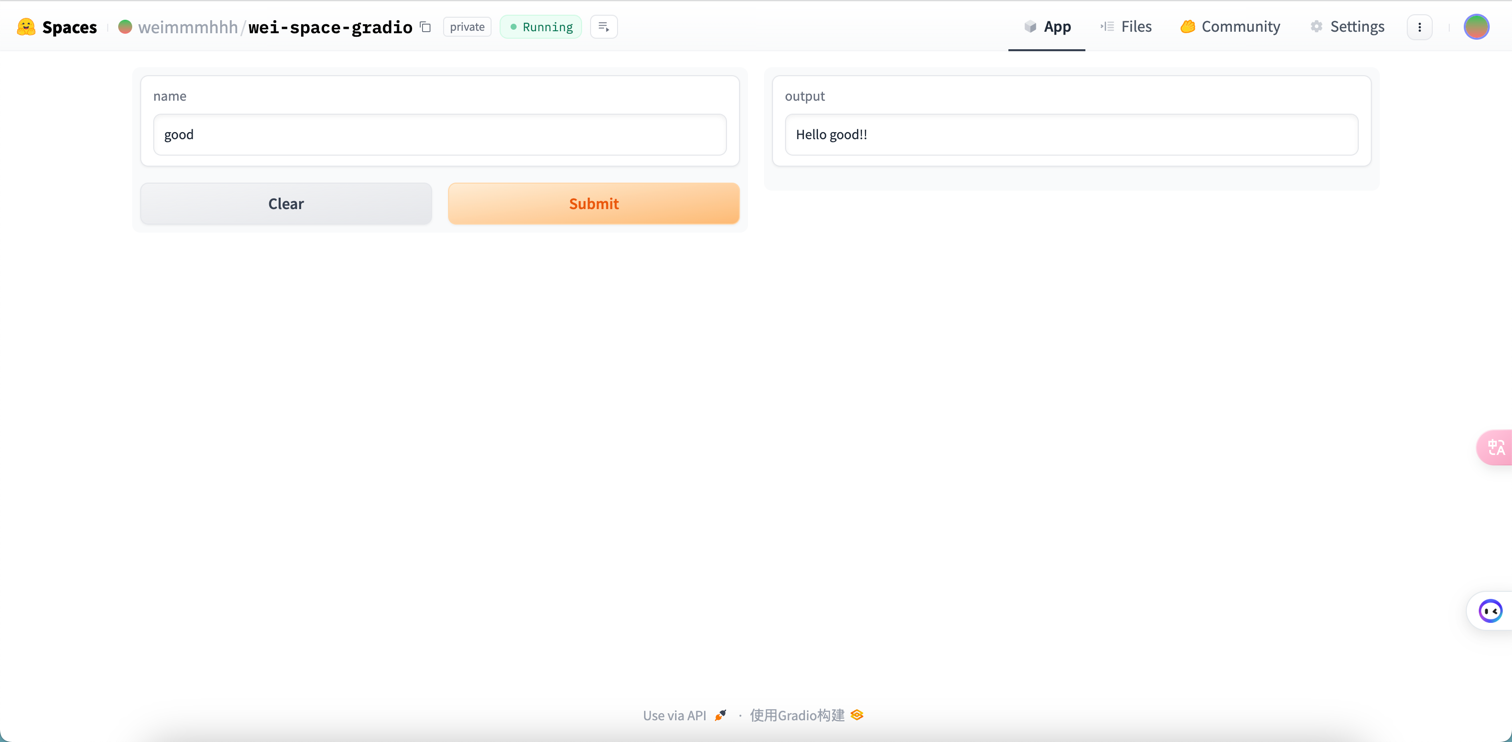 Spaces weimmmhhh/wei-space-gradio private Running App Files Community Settings
name
good
Clear Submit
output
Hello good!!
中 A
Use via API · 使用Gradio构建